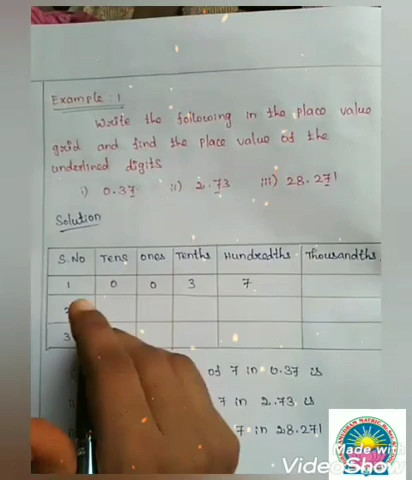 Example : 1
Write the following in the place value
grid and find the place value of the
underlined digits
i) 0.37 ii) 2.73 iii) 28.271
Solution
S.No Tens ones Tenths Hundredths Thousandths
1 0 0 3 7
2
3
of 7 in 0.37 is
7 in 2.73 is
7 in 28.271
Made with
VideoShow